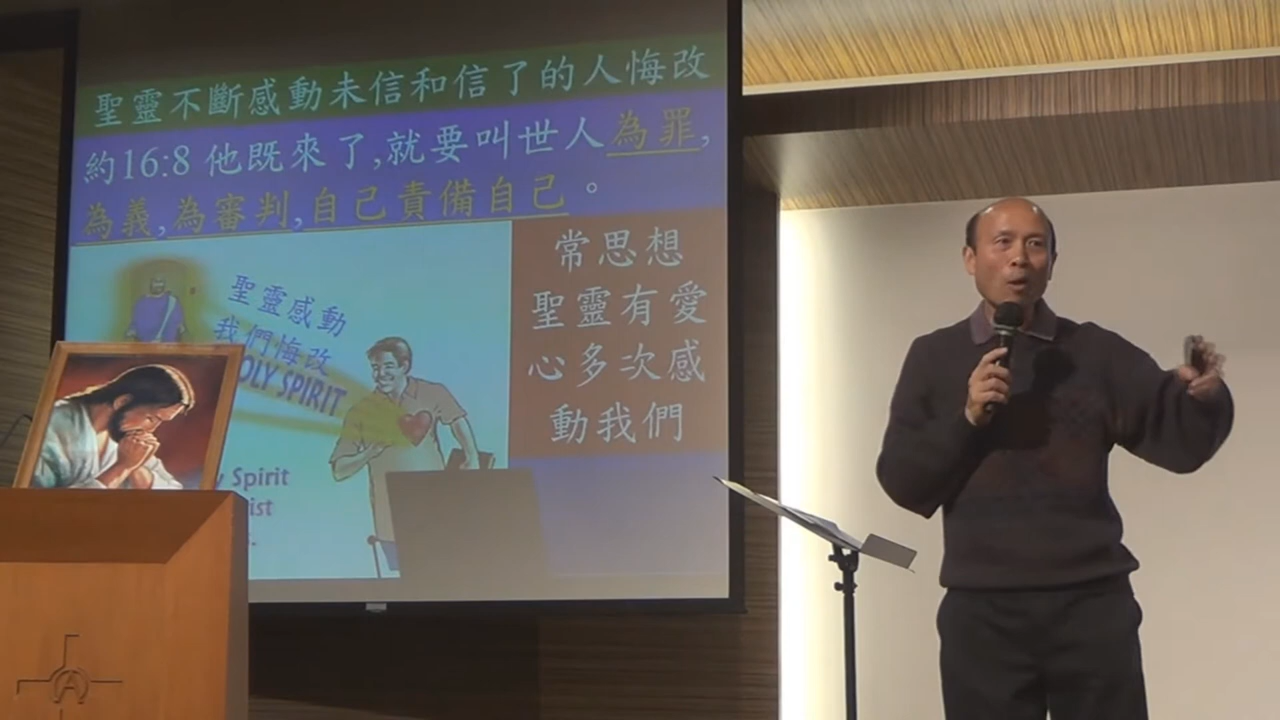 聖靈不斷感動未信和信了的人悔改
約16:8 他既來了,就要叫世人為罪,
為義,為審判,自己責備自己。
聖靈感動
我們悔改
OLY SPIRIT
常思想
聖靈有愛
心多次感
動我們
Spirit
ist